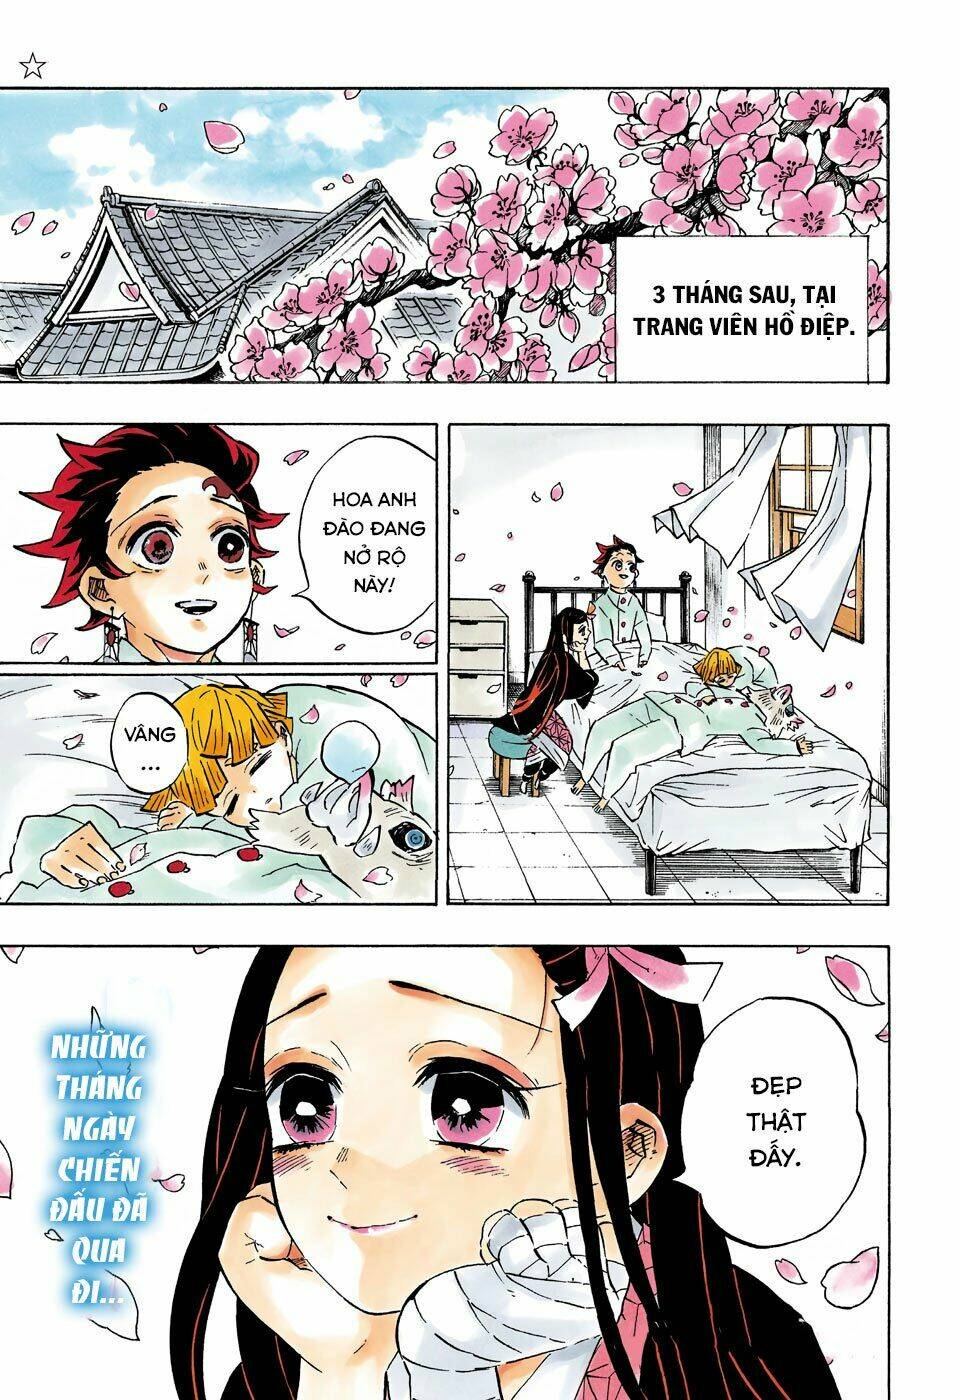 3 THÁNG SAU, TẠI
TRANG VIÊN HỒ ĐIỆP.
HOA ANH
ĐÀO ĐANG
NỞ RỘ
NÀY!
VÂNG
...
NHỮNG
THÁNG
NGÀY
CHIẾN
ĐẤU ĐÃ
QUA
ĐI...
ĐẸP
THẬT
ĐẤY.